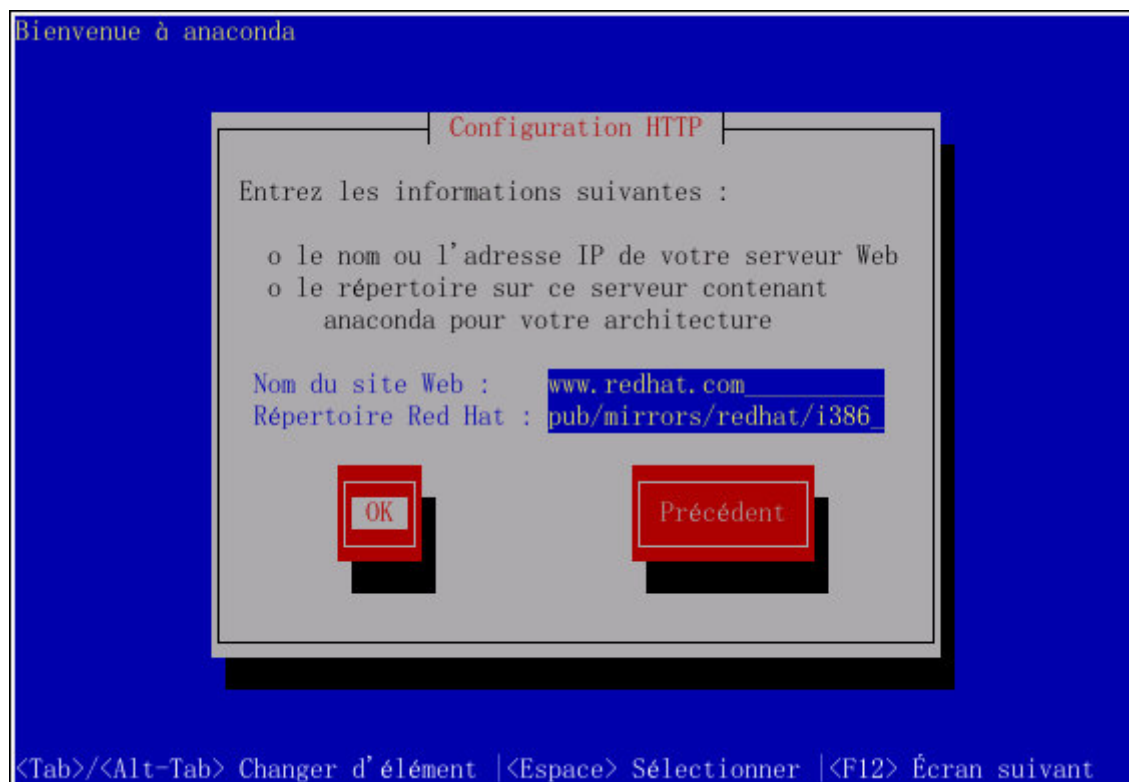 Bienvenue à anaconda
Configuration HTTP
Entrez les informations suivantes :
o le nom ou l'adresse IP de votre serveur Web
o le répertoire sur ce serveur contenant
anaconda pour votre architecture
Nom du site Web : www.redhat.com__________
Répertoire Red Hat : pub/mirrors/redhat/i386_
OK Précédent
<Tab>/<Alt-Tab> Changer d'élément |<Espace> Sélectionner |<F12> Écran suivant